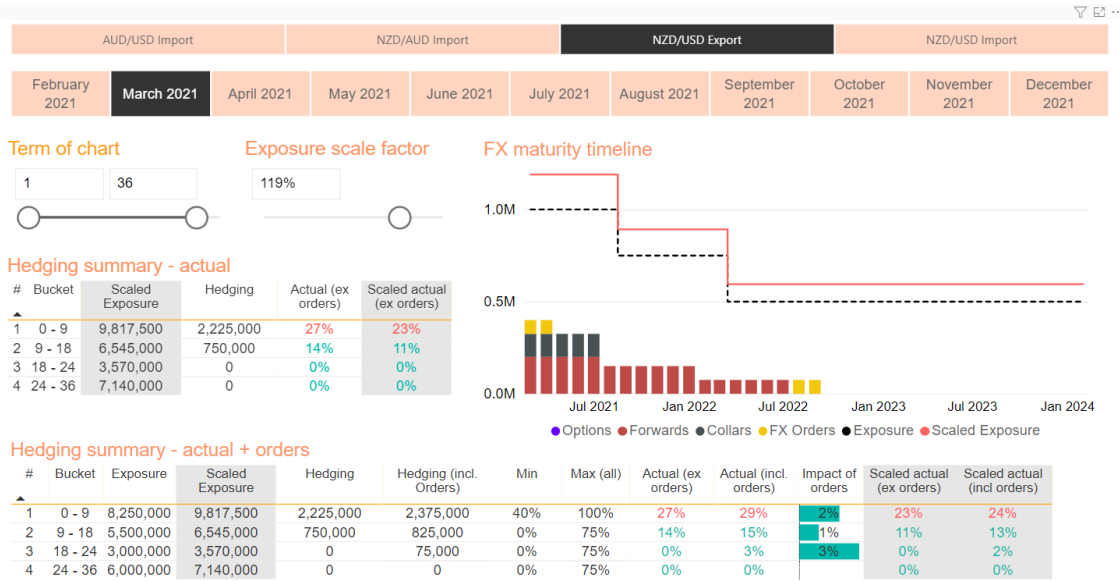 AUD/USD Import NZD/AUD Import NZD/USD Export NZD/USD Import
February 2021 March 2021 April 2021 May 2021 June 2021 July 2021 August 2021 September 2021 October 2021 November 2021 December 2021
Term of chart
1 36
Exposure scale factor
119%
FX maturity timeline
1.0M
0.5M
0.0M
Jul 2021 Jan 2022 Jul 2022 Jan 2023 Jul 2023 Jan 2024
Options Forwards Collars FX Orders Exposure Scaled Exposure
Hedging summary - actual
# Bucket Scaled Exposure Hedging Actual (ex orders) Scaled actual (ex orders)
1 0 - 9 9,817,500 2,225,000 27% 23%
2 9 - 18 6,545,000 750,000 14% 11%
3 18 - 24 3,570,000 0 0% 0%
4 24 - 36 7,140,000 0 0% 0%
Hedging summary - actual + orders
# Bucket Exposure Scaled Exposure Hedging Hedging (incl. Orders) Min Max (all) Actual (ex orders) Actual (incl. orders) Impact of orders Scaled actual (ex orders) Scaled actual (incl orders)
1 0 - 9 8,250,000 9,817,500 2,225,000 2,375,000 40% 100% 27% 29% 2% 23% 24%
2 9 - 18 5,500,000 6,545,000 750,000 825,000 0% 75% 14% 15% 1% 11% 13%
3 18 - 24 3,000,000 3,570,000 0 75,000 0% 75% 0% 3% 3% 0% 2%
4 24 - 36 6,000,000 7,140,000 0 0 0% 75% 0% 0% 0% 0%